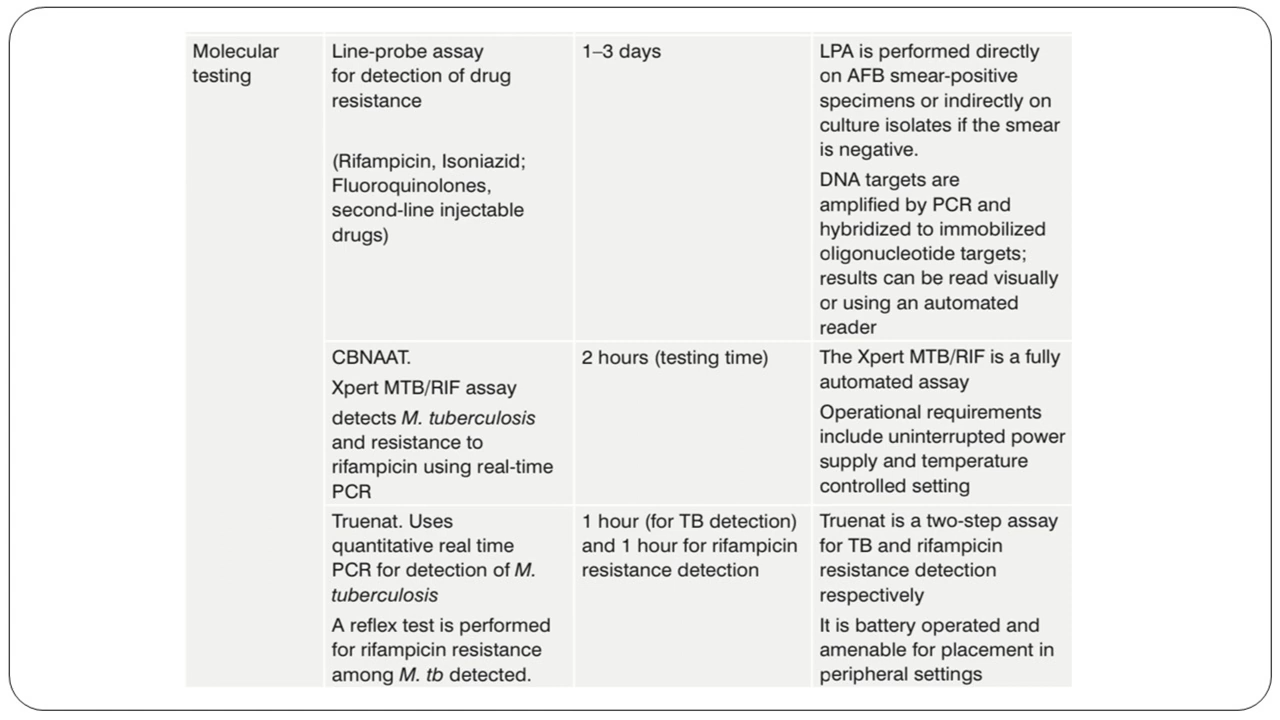 Molecular
testing
Line-probe assay
for detection of drug
resistance
(Rifampicin, Isoniazid;
Fluoroquinolones,
second-line injectable
drugs)
1–3 days
LPA is performed directly
on AFB smear-positive
specimens or indirectly on
culture isolates if the smear
is negative.
DNA targets are
amplified by PCR and
hybridized to immobilized
oligonucleotide targets;
results can be read visually
or using an automated
reader
CBNAAT.
Xpert MTB/RIF assay
detects M. tuberculosis
and resistance to
rifampicin using real-time
PCR
2 hours (testing time)
The Xpert MTB/RIF is a fully
automated assay
Operational requirements
include uninterrupted power
supply and temperature
controlled setting
Truenat. Uses
quantitative real time
PCR for detection of M.
tuberculosis
A reflex test is performed
for rifampicin resistance
among M. tb detected.
1 hour (for TB detection)
and 1 hour for rifampicin
resistance detection
Truenat is a two-step assay
for TB and rifampicin
resistance detection
respectively
It is battery operated and
amenable for placement in
peripheral settings